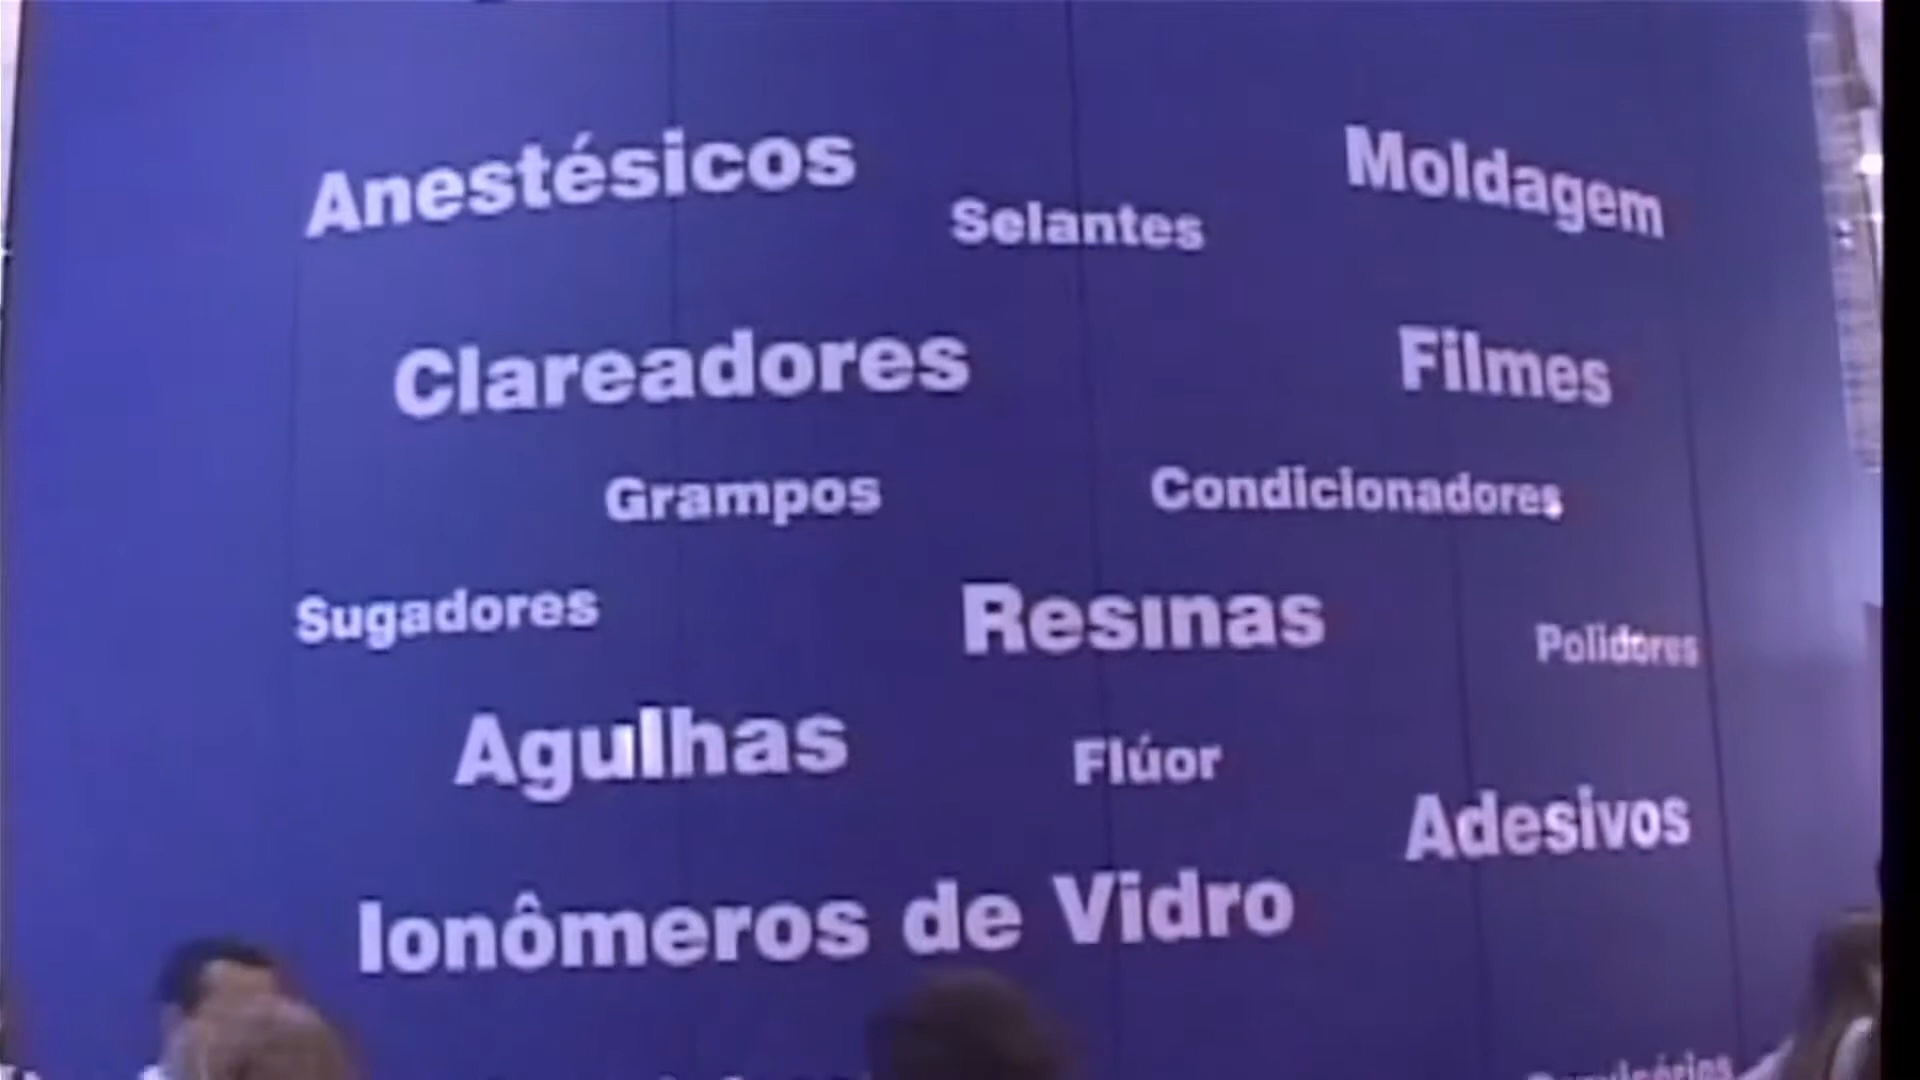 Anestésicos
Selantes
Moldagem
Clareadores
Filmes
Grampos
Condicionadores
Sugadores
Resinas
Polidores
Agulhas
Flúor
Adesivos
Ionômeros de Vidro